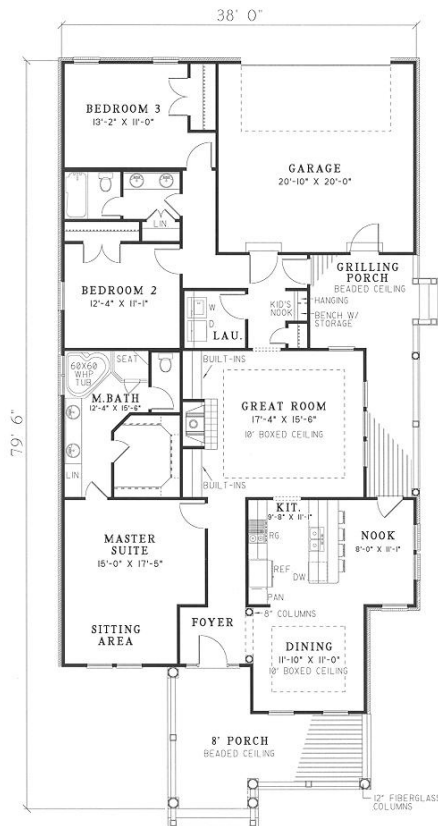 38' 0"
BEDROOM 3
13'-2" X 11'-0"
GARAGE
20'-10" X 20'-0"
LIN.
GRILLING
PORCH
BEADED CEILING
BEDROOM 2
12'-4" X 11'-1"
KID'S
NOOK
HANGING
BENCH W/
STORAGE
W
D
LAU.
SEAT
60X60
WHP
TUB
M.BATH
12'-4" X 15'-6"
BUILT-INS
GREAT ROOM
17'-4" X 15'-6"
10' BOXED CEILING
79' 6"
BUILT-INS
LIN
KIT.
9'-8" X 11'-1"
RG.
NOOK
8'-0" X 11'-1"
MASTER
SUITE
15'-0" X 17'-5"
REF.
DW
PAN
8" COLUMNS
SITTING
AREA
FOYER
DINING
11'-10" X 11'-0"
10' BOXED CEILING
8' PORCH
BEADED CEILING
12" FIBERGLASS
COLUMNS